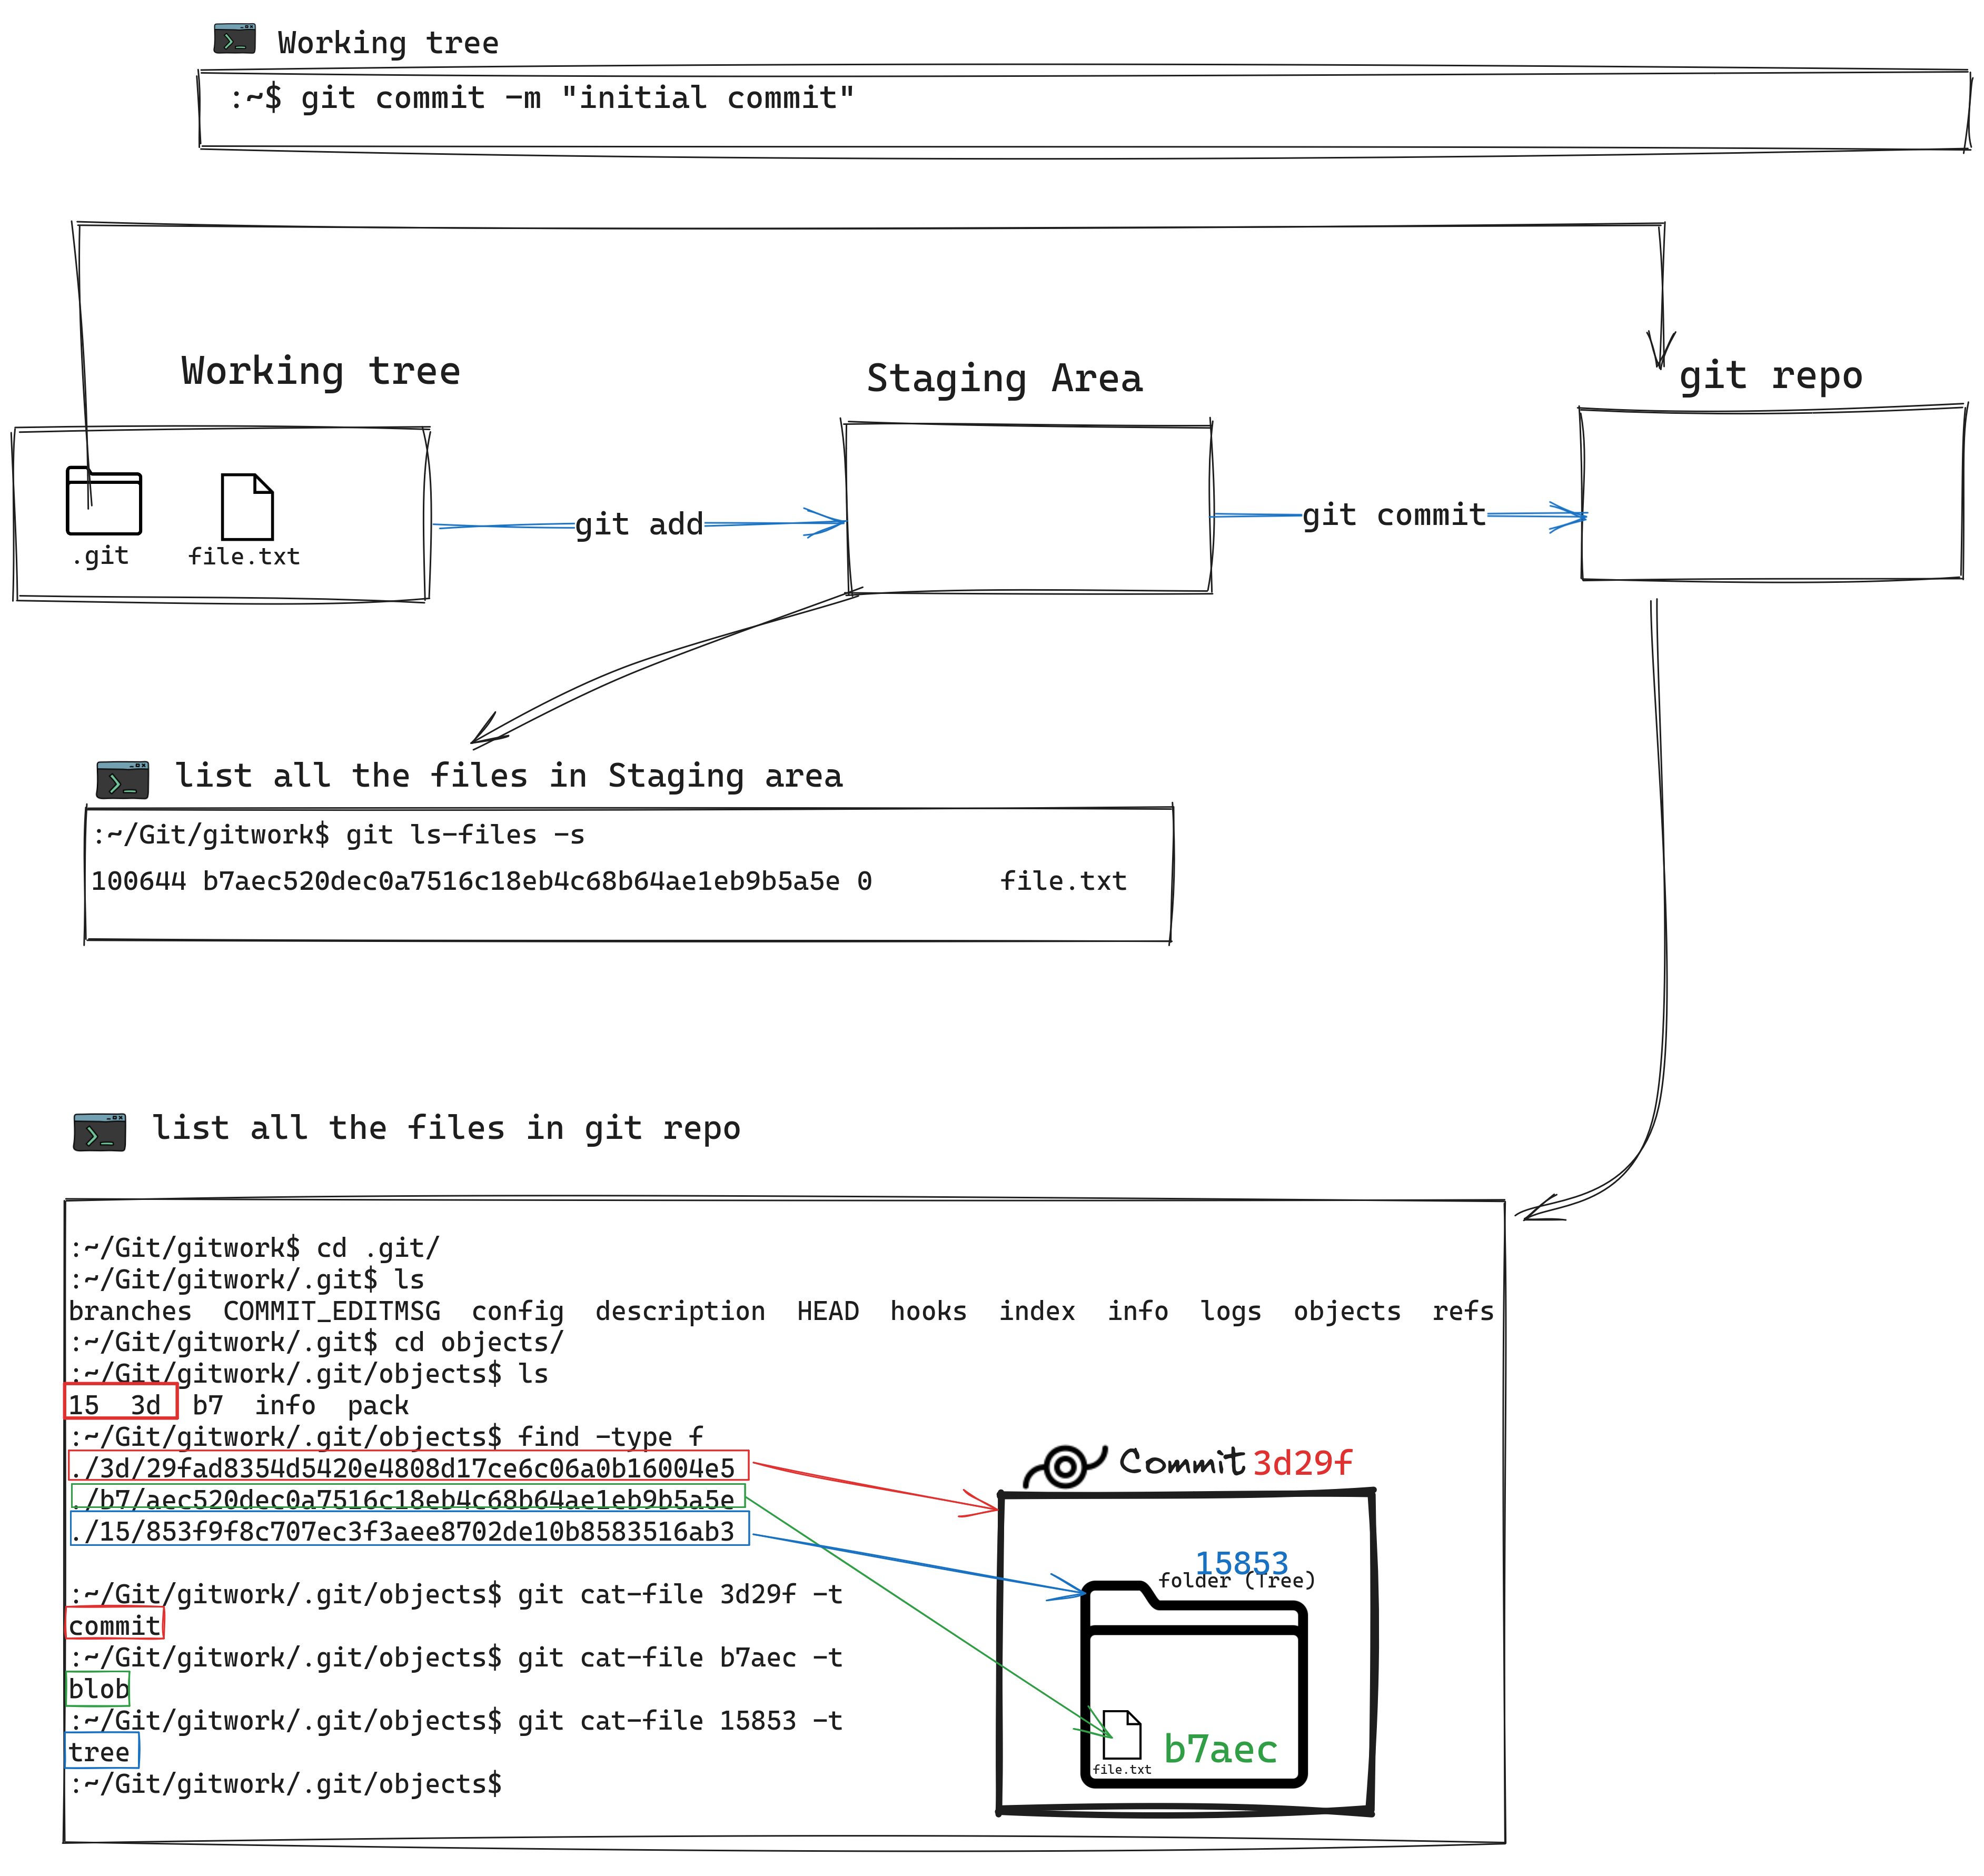 Working tree
:~$ git commit -m "initial commit"
Working tree
Staging Area
git repo
.git
file.txt
git add
git commit
list all the files in Staging area
:~/Git/gitwork$ git ls-files -s
100644 b7aec520dec0a7516c18eb4c68b64ae1eb9b5a5e 0 file.txt
list all the files in git repo
:~/Git/gitwork$ cd .git/
:~/Git/gitwork/.git$ ls
branches COMMIT_EDITMSG config description HEAD hooks index info logs objects refs
:~/Git/gitwork/.git$ cd objects/
:~/Git/gitwork/.git/objects$ ls
15 3d b7 info pack
:~/Git/gitwork/.git/objects$ find -type f
./3d/29fad8354d5420e4808d17ce6c06a0b16004e5
./b7/aec520dec0a7516c18eb4c68b64ae1eb9b5a5e
./15/853f9f8c707ec3f3aee8702de10b8583516ab3
:~/Git/gitwork/.git/objects$ git cat-file 3d29f -t
commit
:~/Git/gitwork/.git/objects$ git cat-file b7aec -t
blob
:~/Git/gitwork/.git/objects$ git cat-file 15853 -t
tree
:~/Git/gitwork/.git/objects$
Commit 3d29f
15853
folder (Tree)
file.txt
b7aec